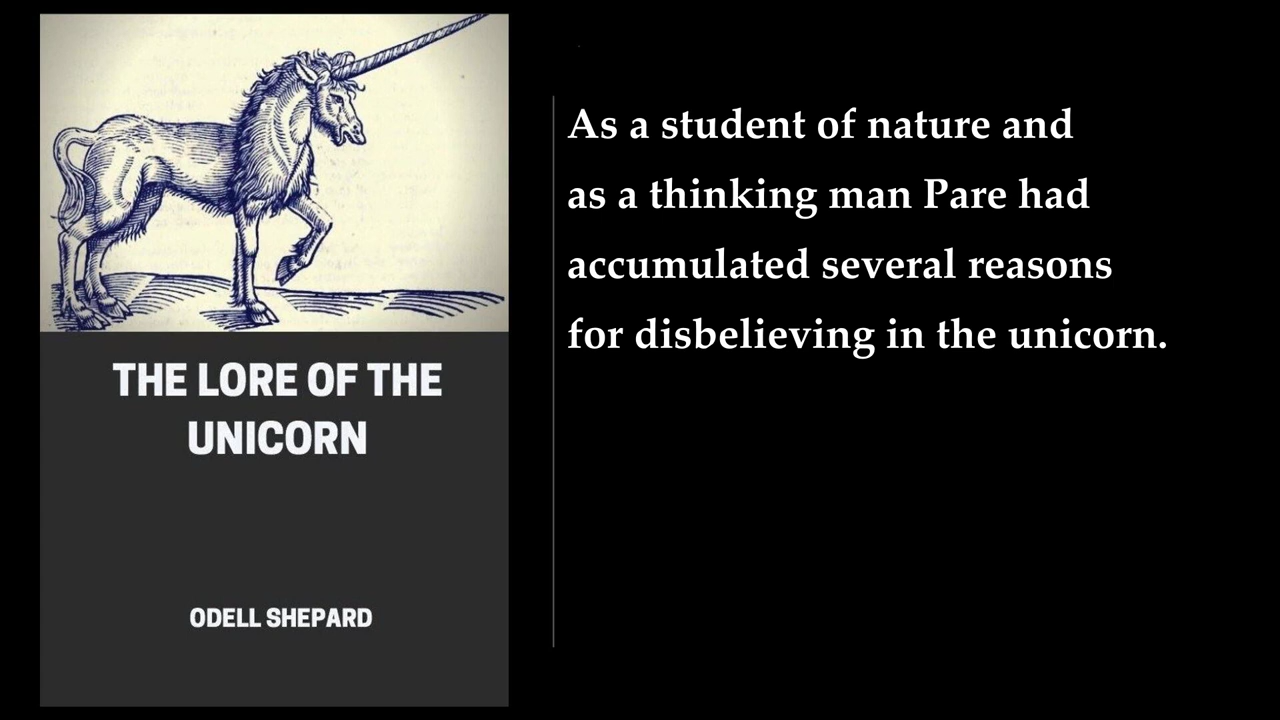 THE LORE OF THE
UNICORN
ODELL SHEPARD
As a student of nature and
as a thinking man Pare had
accumulated several reasons
for disbelieving in the unicorn.